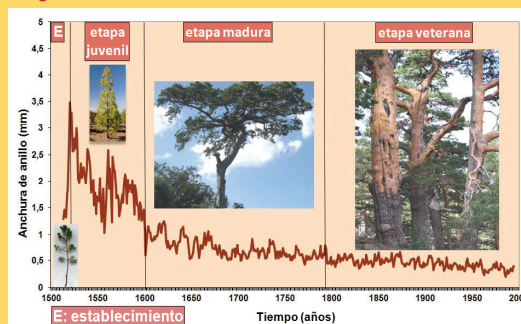 E
etapa
juvenil
etapa madura
etapa veterana
Anchura de anillo (mm)
5
4,5
4
3,5
3
2,5
2
1,5
1
0,5
0
1500
1550
1600
1650
1700
1750
1800
1850
1900
1950
E: establecimiento
Tiempo (años)